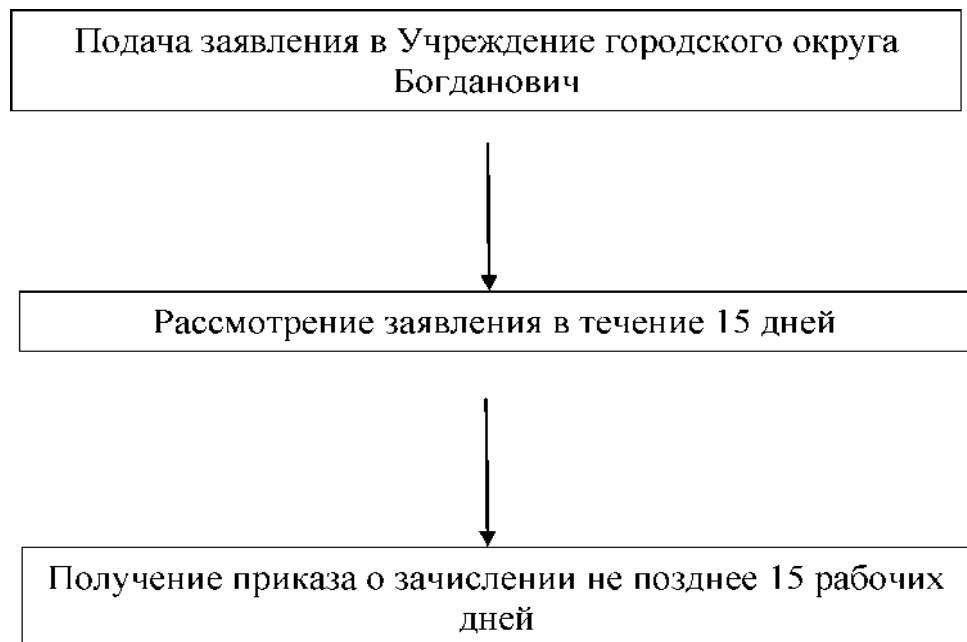 Подача заявления в Учреждение городского округа
Богданович
Рассмотрение заявления в течение 15 дней
Получение приказа о зачислении не позднее 15 рабочих
дней